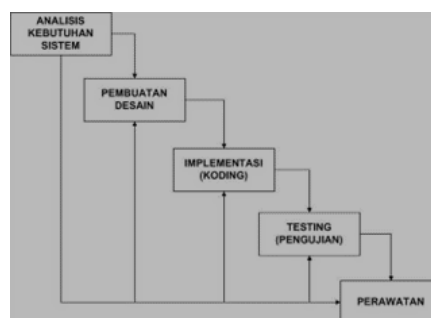 ANALISIS
KEBUTUHAN
SISTEM
PEMBUATAN
DESAIN
IMPLEMENTASI
(KODING)
TESTING
(PENGUJIAN)
PERAWATAN